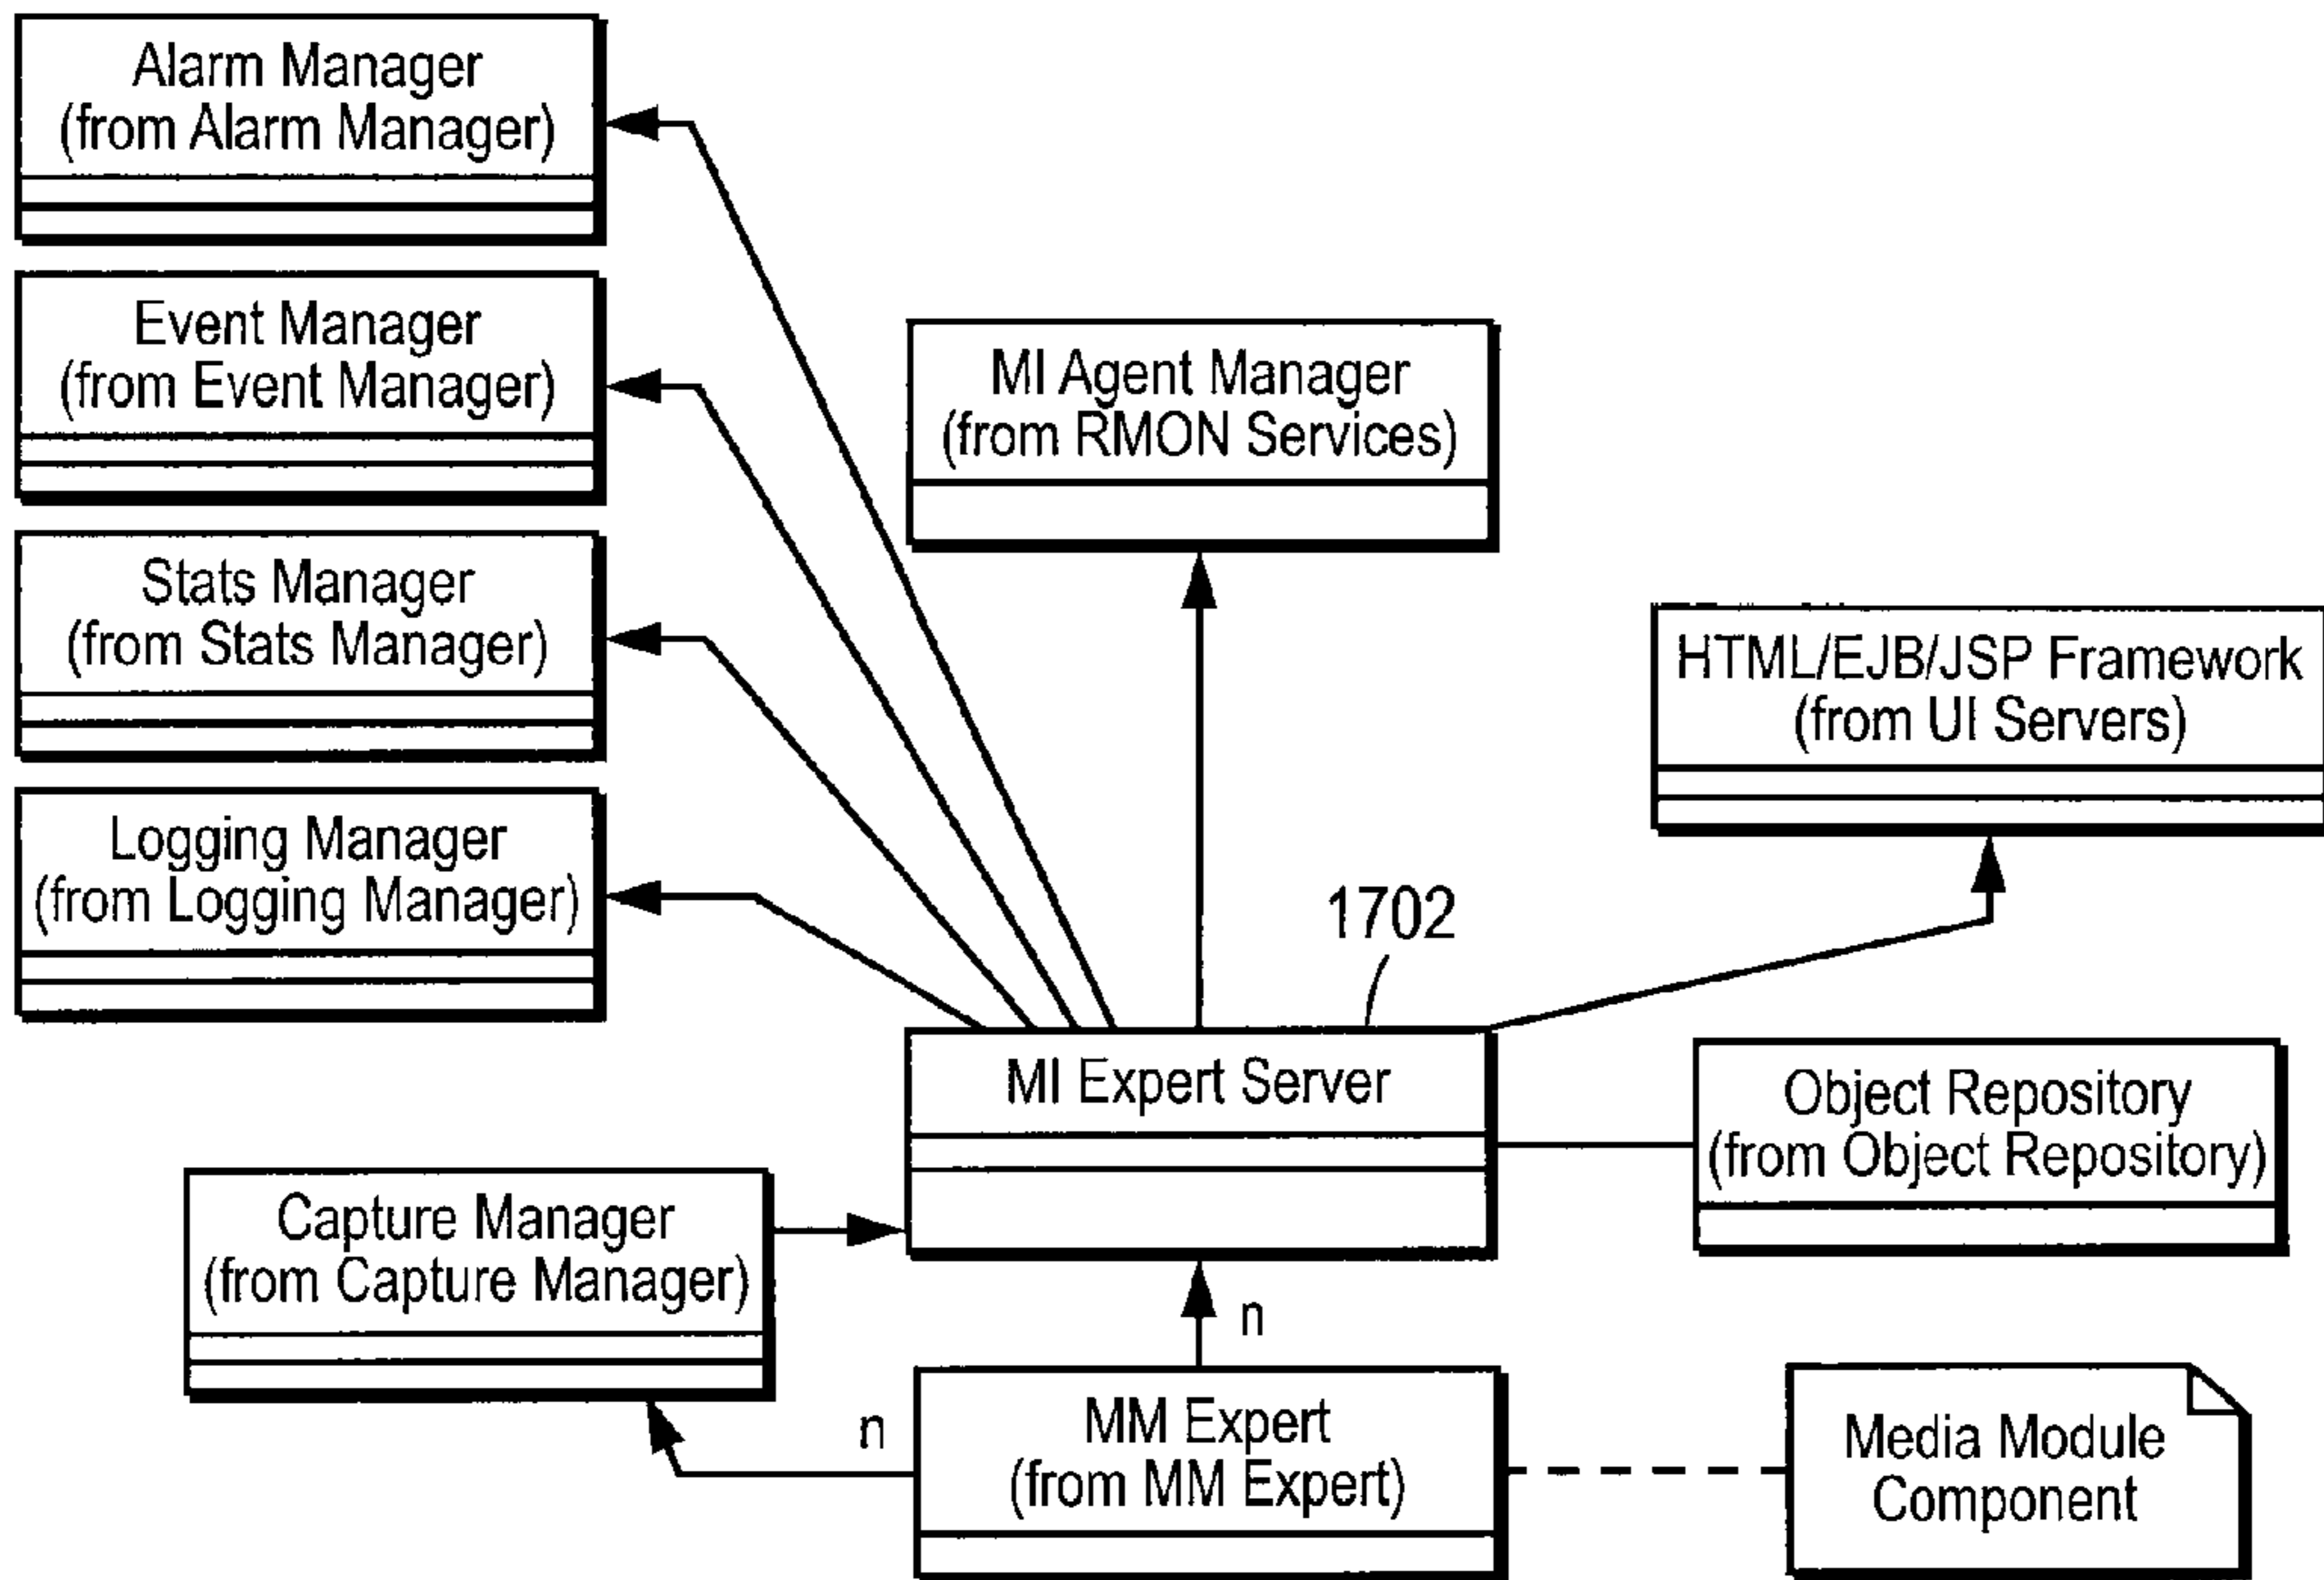 Alarm Manager
(from Alarm Manager)
Event Manager
(from Event Manager)
MI Agent Manager
(from RMON Services)
Stats Manager
(from Stats Manager)
HTML/EJB/JSP Framework
(from UI Servers)
Logging Manager
(from Logging Manager)
1702
MI Expert Server
Object Repository
(from Object Repository)
Capture Manager
(from Capture Manager)
n
n
MM Expert
(from MM Expert)
Media Module
Component